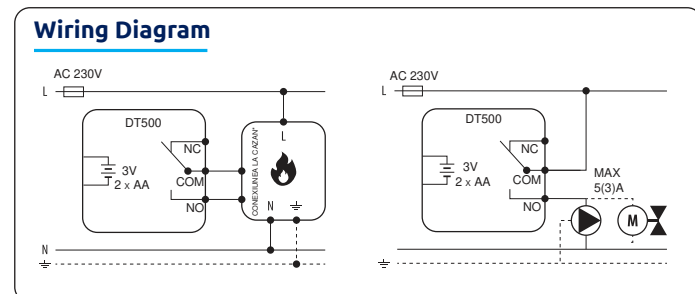 Wiring Diagram
AC 230V
L
DT500
NC
3V
2 x AA
COM
NO
CONEXIUNEA LA CAZAN*
L
N
N
AC 230V
L
DT500
NC
3V
2 x AA
COM
NO
MAX
5(3)A
M